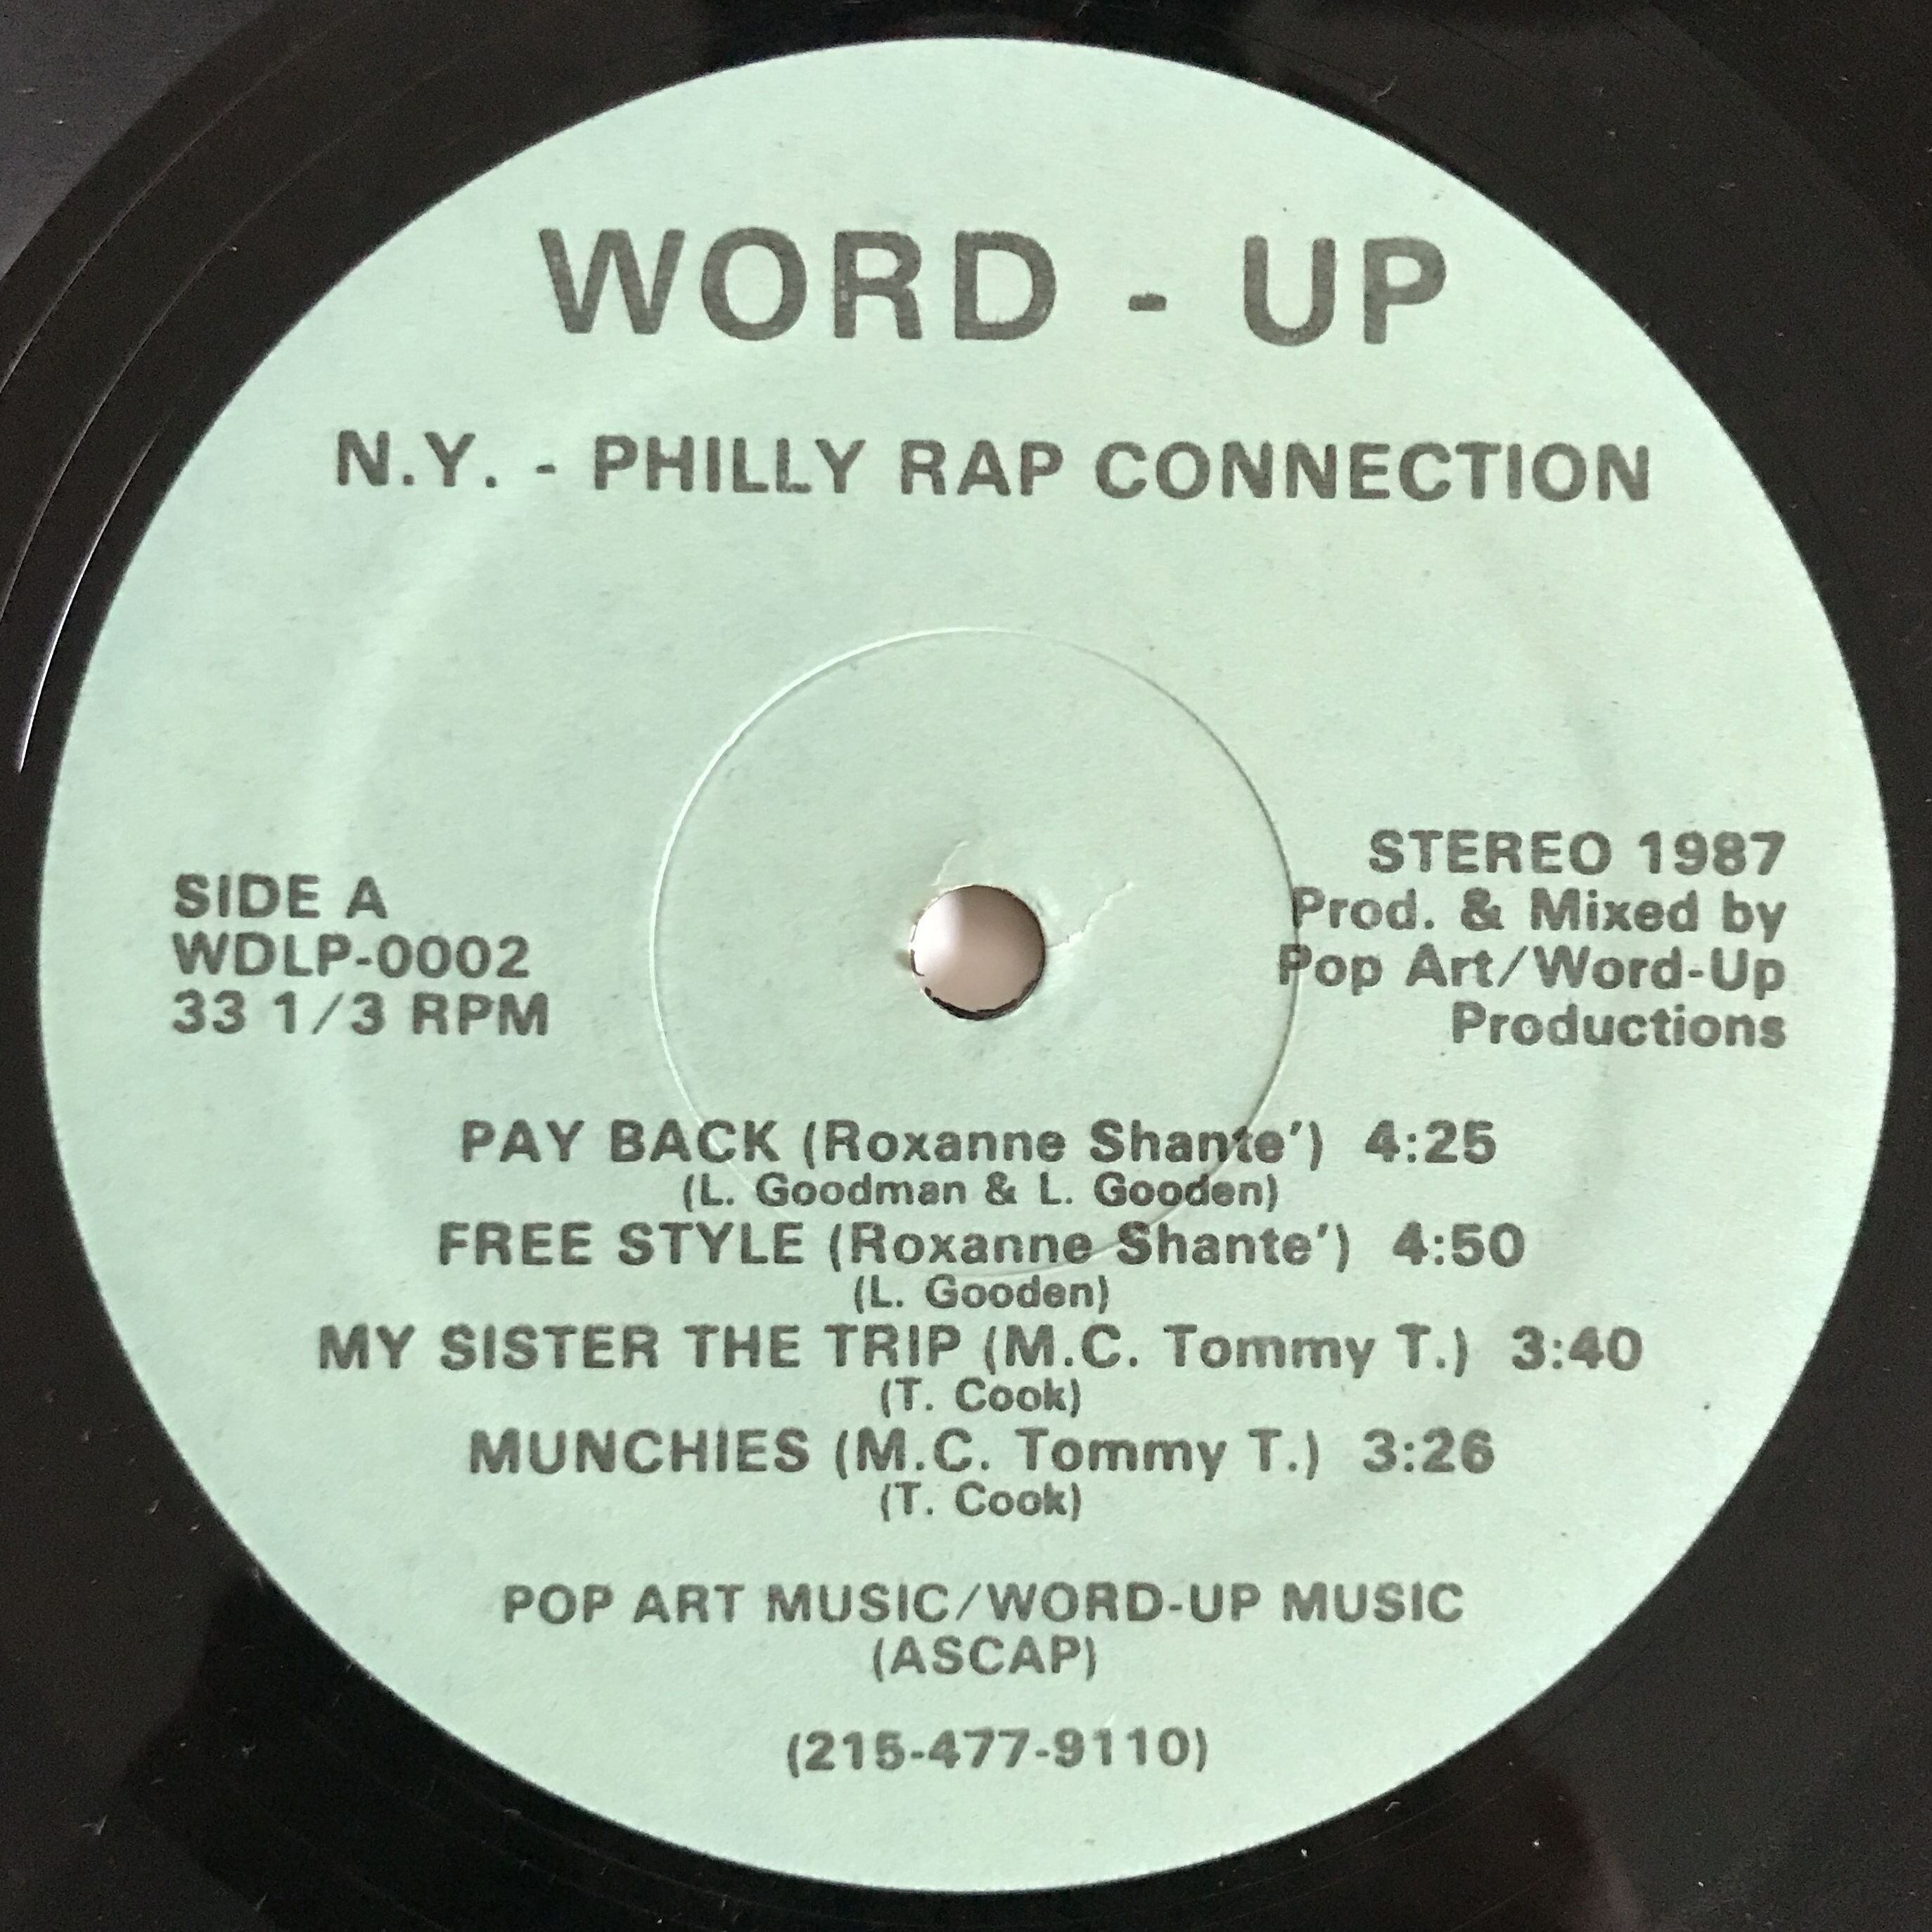 WORD - UP
N.Y. - PHILLY RAP CONNECTION
SIDE A
WDLP-0002
33 1/3 RPM
STEREO 1987
Prod. & Mixed by
Pop Art/Word-Up
Productions
PAY BACK (Roxanne Shante') 4:25
(L. Goodman & L. Gooden)
FREE STYLE (Roxanne Shante') 4:50
(L. Gooden)
MY SISTER THE TRIP (M.C. Tommy T.) 3:40
(T. Cook)
MUNCHIES (M.C. Tommy T.) 3:26
(T. Cook)
POP ART MUSIC/WORD-UP MUSIC
(ASCAP)
(215-477-9110)